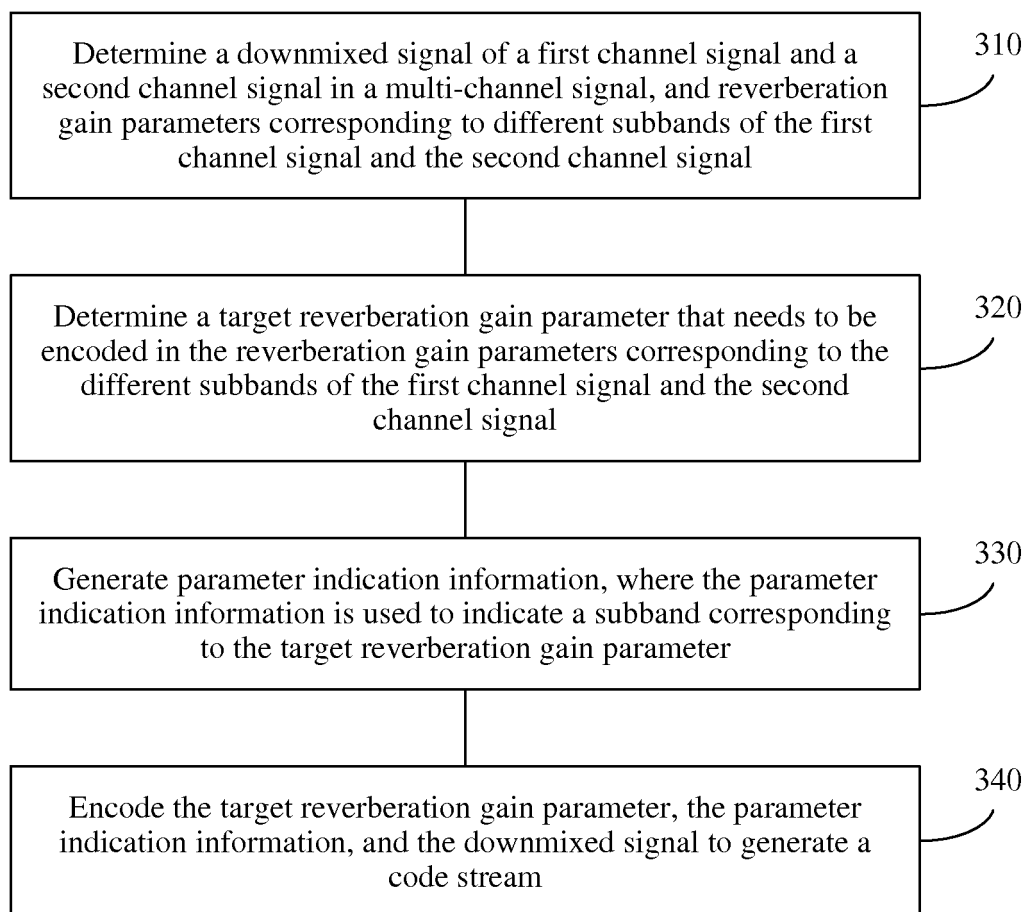 Determine a downmixed signal of a first channel signal and a
second channel signal in a multi-channel signal, and reverberation
gain parameters corresponding to different subbands of the first
channel signal and the second channel signal
310
Determine a target reverberation gain parameter that needs to be
encoded in the reverberation gain parameters corresponding to the
different subbands of the first channel signal and the second
channel signal
320
Generate parameter indication information, where the parameter
indication information is used to indicate a subband corresponding
to the target reverberation gain parameter
330
Encode the target reverberation gain parameter, the parameter
indication information, and the downmixed signal to generate a
code stream
340